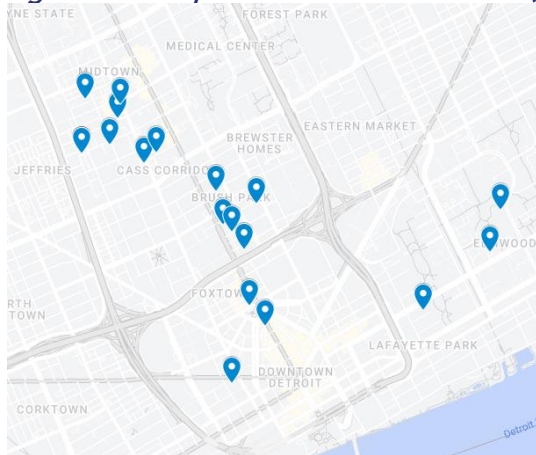 YNE STATE
FOREST PARK
MEDICAL CENTER
MIDTOWN
EASTERN MARKET
BREWSTER
HOMES
JEFFRIES
CASS CORRIDO
BRUSH PARK
ELMWOOD
FOXTOWN
RTH
TOWN
LAFAYETTE PARK
DOWNTOWN
DETROIT
CORKTOWN
Detroit